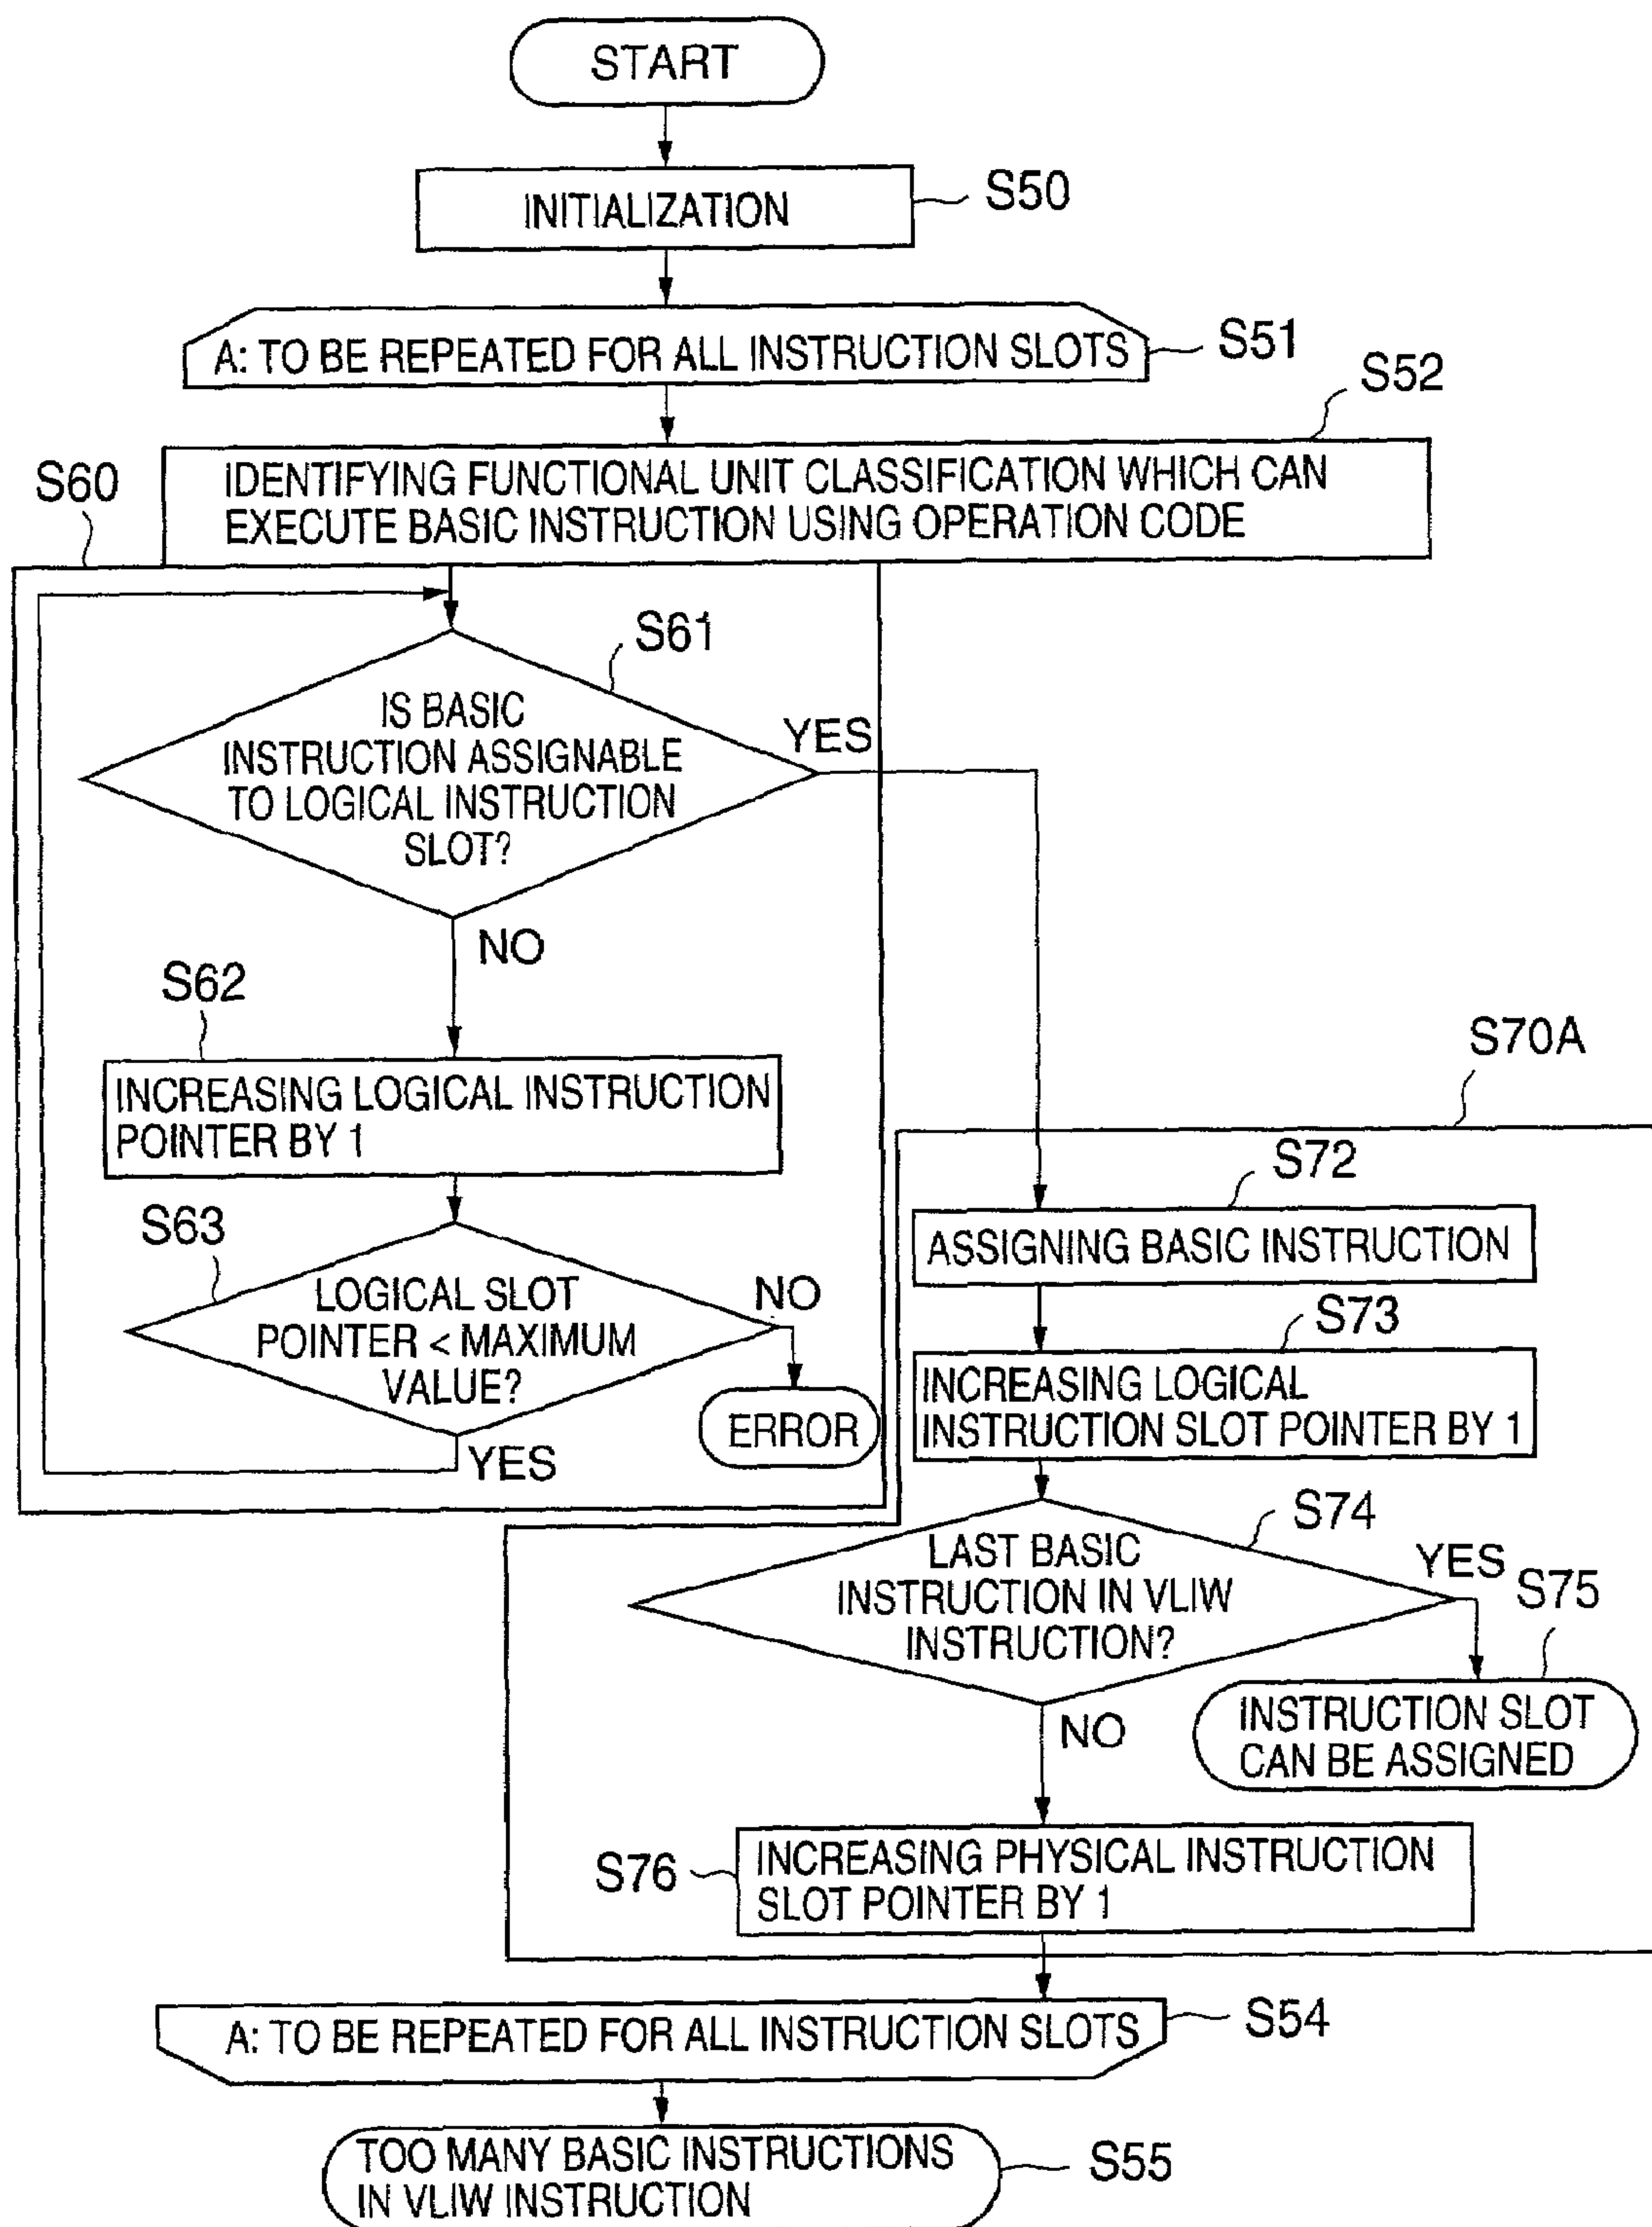 START
INITIALIZATION
S50
A: TO BE REPEATED FOR ALL INSTRUCTION SLOTS
S51
S52
IDENTIFYING FUNCTIONAL UNIT CLASSIFICATION WHICH CAN
EXECUTE BASIC INSTRUCTION USING OPERATION CODE
S60
S61
IS BASIC
INSTRUCTION ASSIGNABLE
TO LOGICAL INSTRUCTION
SLOT?
YES
NO
S62
INCREASING LOGICAL INSTRUCTION
POINTER BY 1
S63
LOGICAL SLOT
POINTER < MAXIMUM
VALUE?
NO
ERROR
YES
S70A
S72
ASSIGNING BASIC INSTRUCTION
S73
INCREASING LOGICAL
INSTRUCTION SLOT POINTER BY 1
S74
LAST BASIC
INSTRUCTION IN VLIW
INSTRUCTION?
YES
S75
INSTRUCTION SLOT
CAN BE ASSIGNED
NO
S76
INCREASING PHYSICAL INSTRUCTION
SLOT POINTER BY 1
A: TO BE REPEATED FOR ALL INSTRUCTION SLOTS
S54
TOO MANY BASIC INSTRUCTIONS
IN VLIW INSTRUCTION
S55